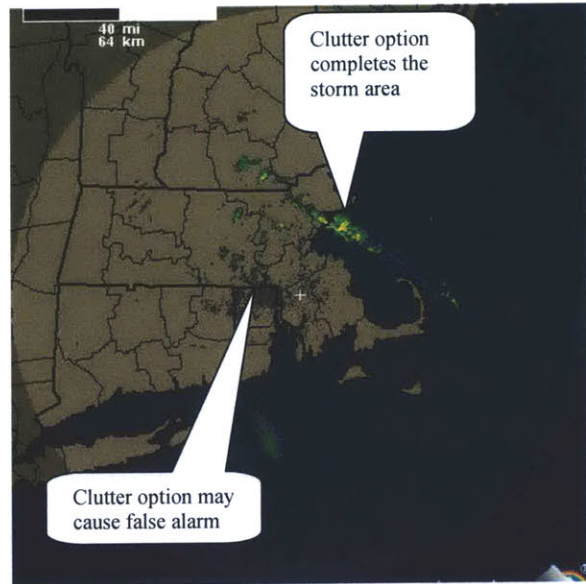 40 mi
64 km
Clutter option
completes the
storm area
Clutter option may
cause false alarm